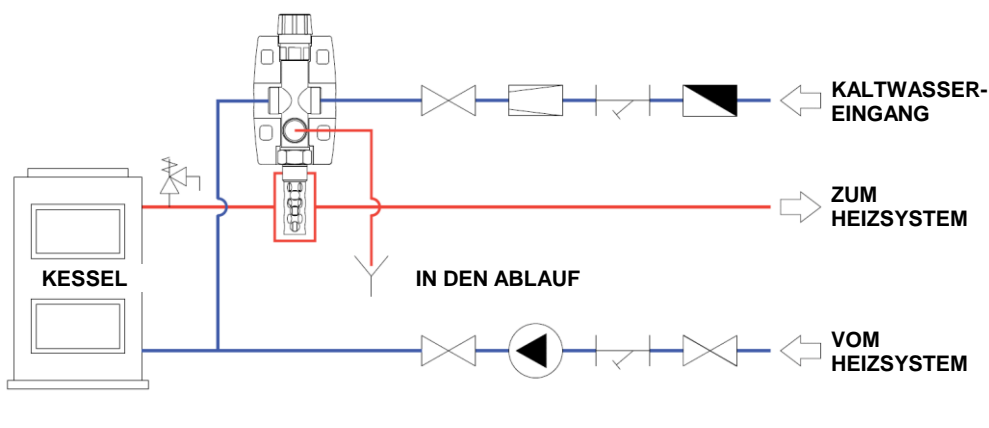 KALTWASSER-
EINGANG
ZUM
HEIZSYSTEM
KESSEL
IN DEN ABLAUF
VOM
HEIZSYSTEM